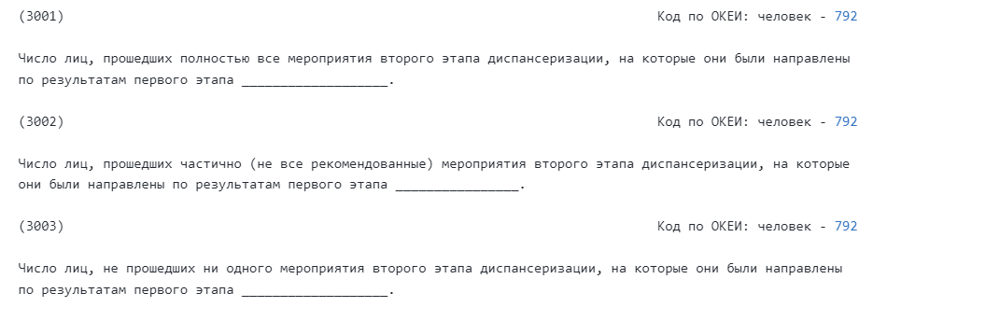 (3001) Код по ОКЕИ: человек - 792
Число лиц, прошедших полностью все мероприятия второго этапа диспансеризации, на которые они были направлены
по результатам первого этапа ___________________.
(3002) Код по ОКЕИ: человек - 792
Число лиц, прошедших частично (не все рекомендованные) мероприятия второго этапа диспансеризации, на которые
они были направлены по результатам первого этапа ________________.
(3003) Код по ОКЕИ: человек - 792
Число лиц, не прошедших ни одного мероприятия второго этапа диспансеризации, на которые они были направлены
по результатам первого этапа ___________________.